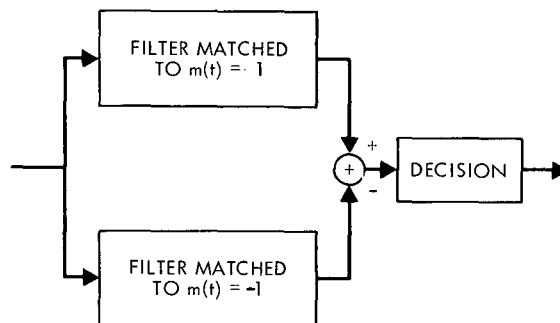 FILTER MATCHED
TO m(t) = 1
+
+
-
DECISION
FILTER MATCHED
TO m(t) = -1